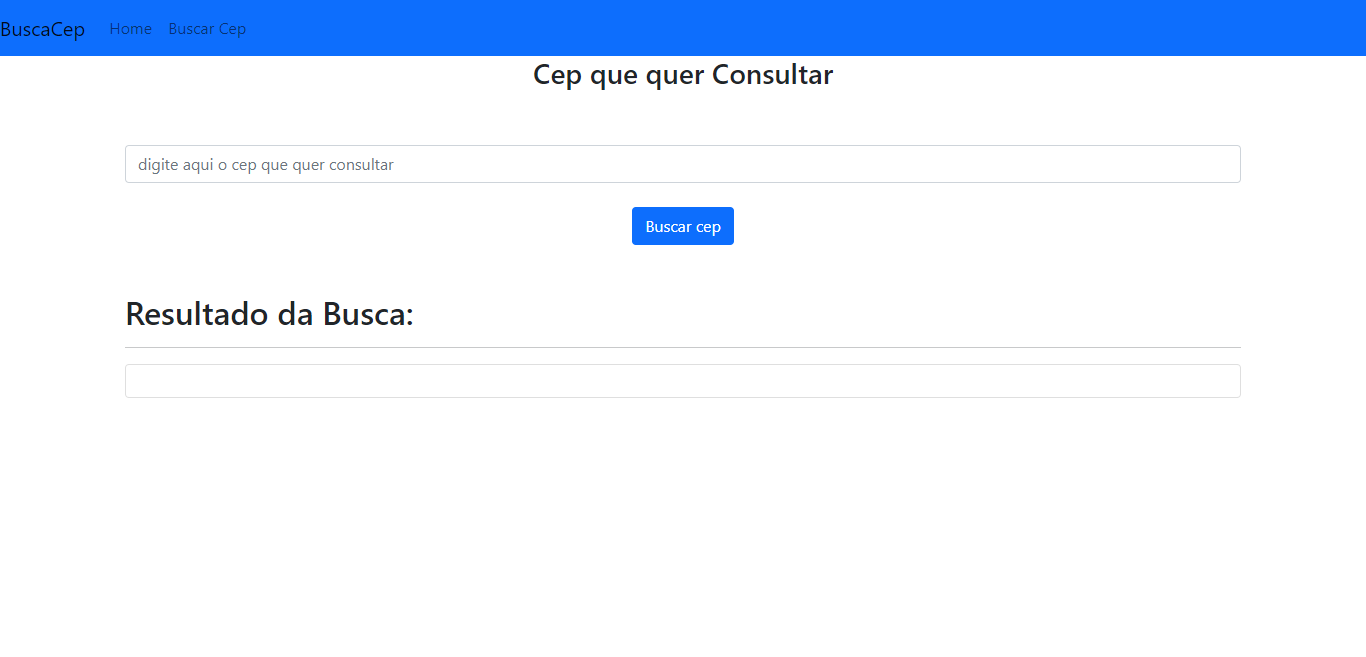 BuscaCep Home Buscar Cep
Cep que quer Consultar
digite aqui o cep que quer consultar
Buscar cep
Resultado da Busca: